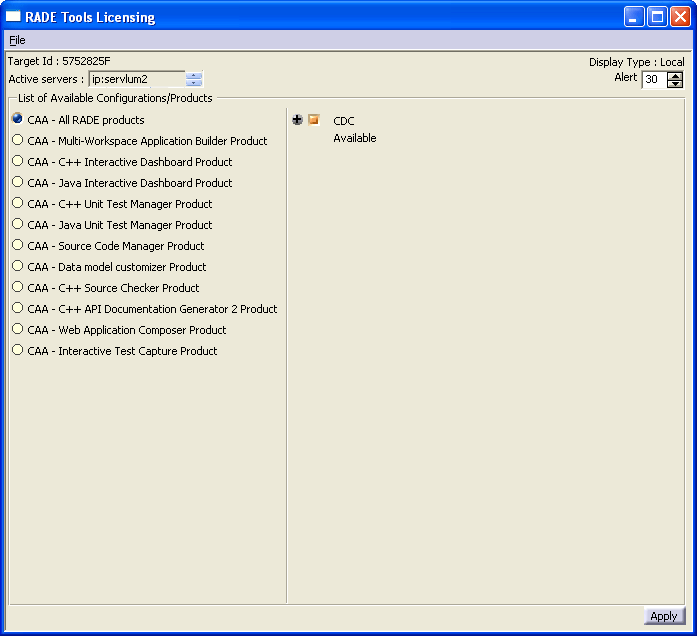 RADE Tools Licensing
File
Target Id : 5752825F
Display Type : Local
Active servers : ip:servlum2
Alert 30
List of Available Configurations/Products
CAA - All RADE products
CAA - Multi-Workspace Application Builder Product
CAA - C++ Interactive Dashboard Product
CAA - Java Interactive Dashboard Product
CAA - C++ Unit Test Manager Product
CAA - Java Unit Test Manager Product
CAA - Source Code Manager Product
CAA - Data model customizer Product
CAA - C++ Source Checker Product
CAA - C++ API Documentation Generator 2 Product
CAA - Web Application Composer Product
CAA - Interactive Test Capture Product
CDC
Available
Apply